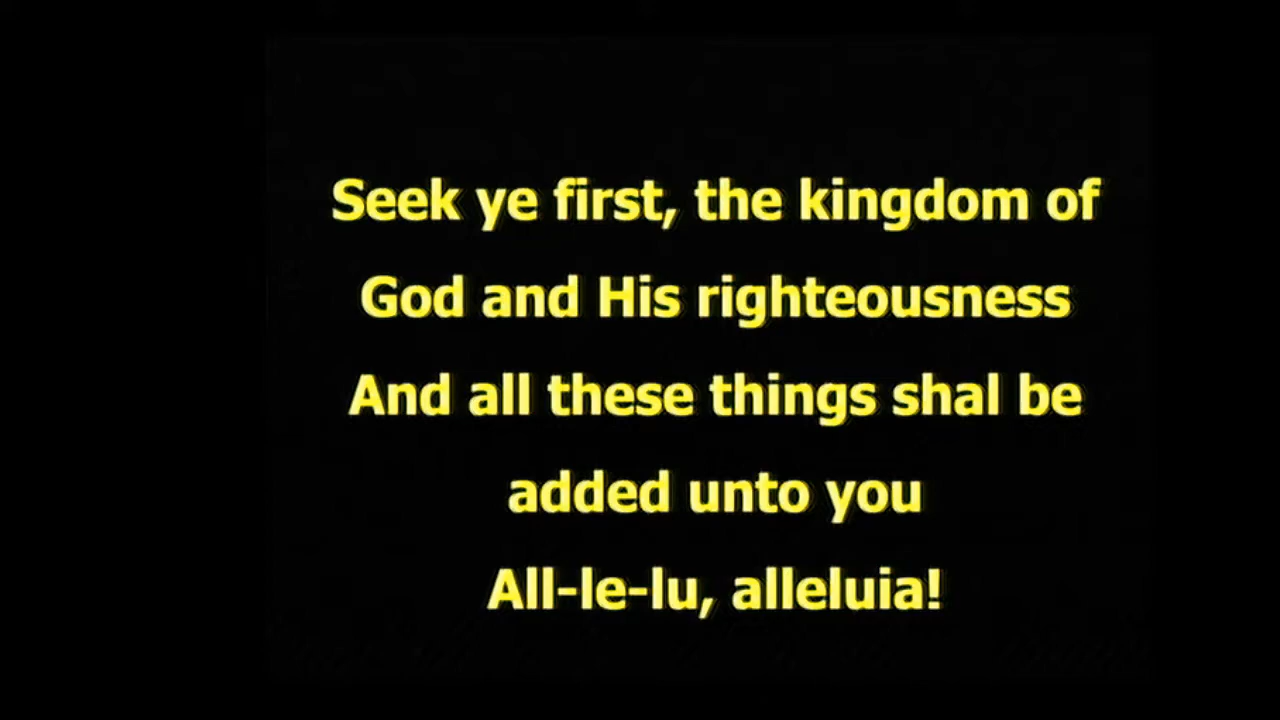 Seek ye first, the kingdom of
God and His righteousness
And all these things shal be
added unto you
All-le-lu, alleluia!